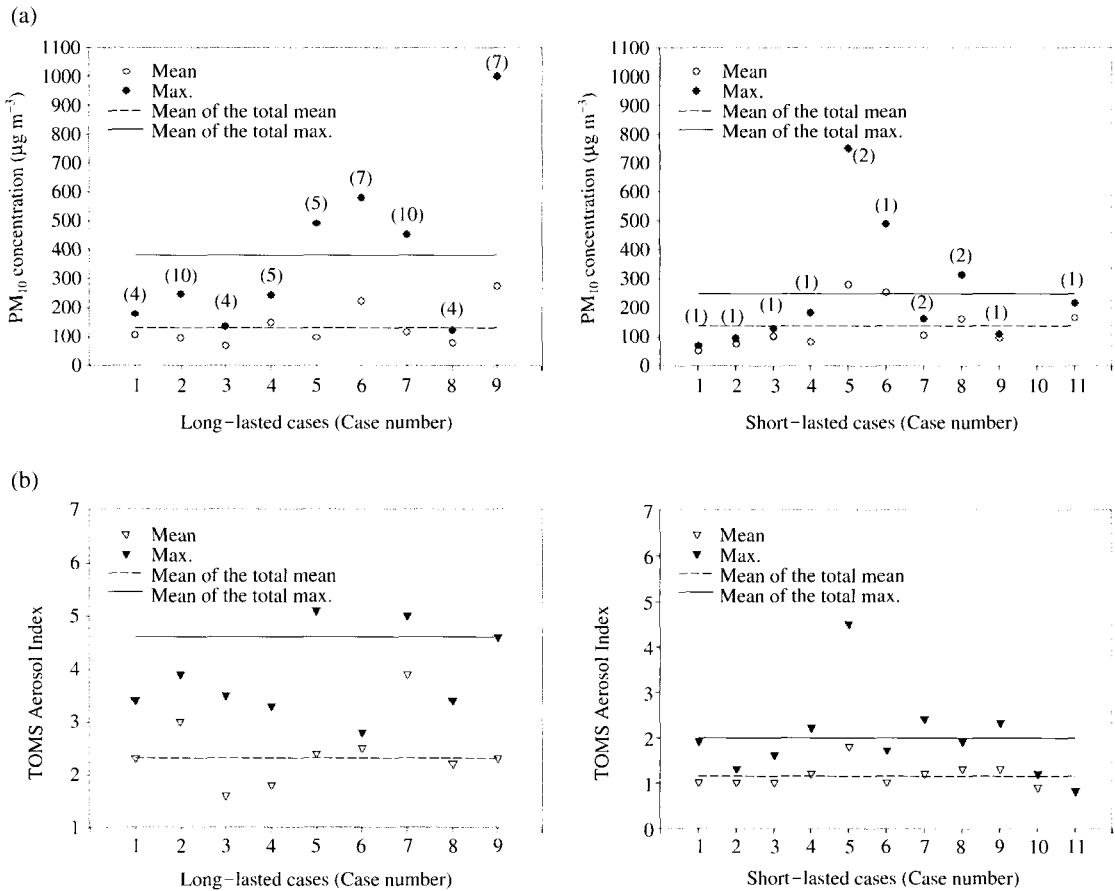 (a)
1100
1000
900
800
700
600
500
400
300
200
100
0
PM10 concentration (µg m−3)
Mean
Max.
Mean of the total mean
Mean of the total max.
(4)
(10)
(4)
(5)
(5)
(7)
(10)
(4)
(7)
1 2 3 4 5 6 7 8 9
Long−lasted cases (Case number)
1100
1000
900
800
700
600
500
400
300
200
100
0
PM10 concentration (µg m−3)
Mean
Max.
Mean of the total mean
Mean of the total max.
(1)
(1)
(1)
(1)
(2)
(1)
(2)
(2)
(1)
(1)
1 2 3 4 5 6 7 8 9 10 11
Short−lasted cases (Case number)
(b)
7
6
5
4
3
2
1
TOMS Aerosol Index
Mean
Max.
Mean of the total mean
Mean of the total max.
1 2 3 4 5 6 7 8 9
Long−lasted cases (Case number)
7
6
5
4
3
2
1
0
TOMS Aerosol Index
Mean
Max.
Mean of the total mean
Mean of the total max.
1 2 3 4 5 6 7 8 9 10 11
Short−lasted cases (Case number)